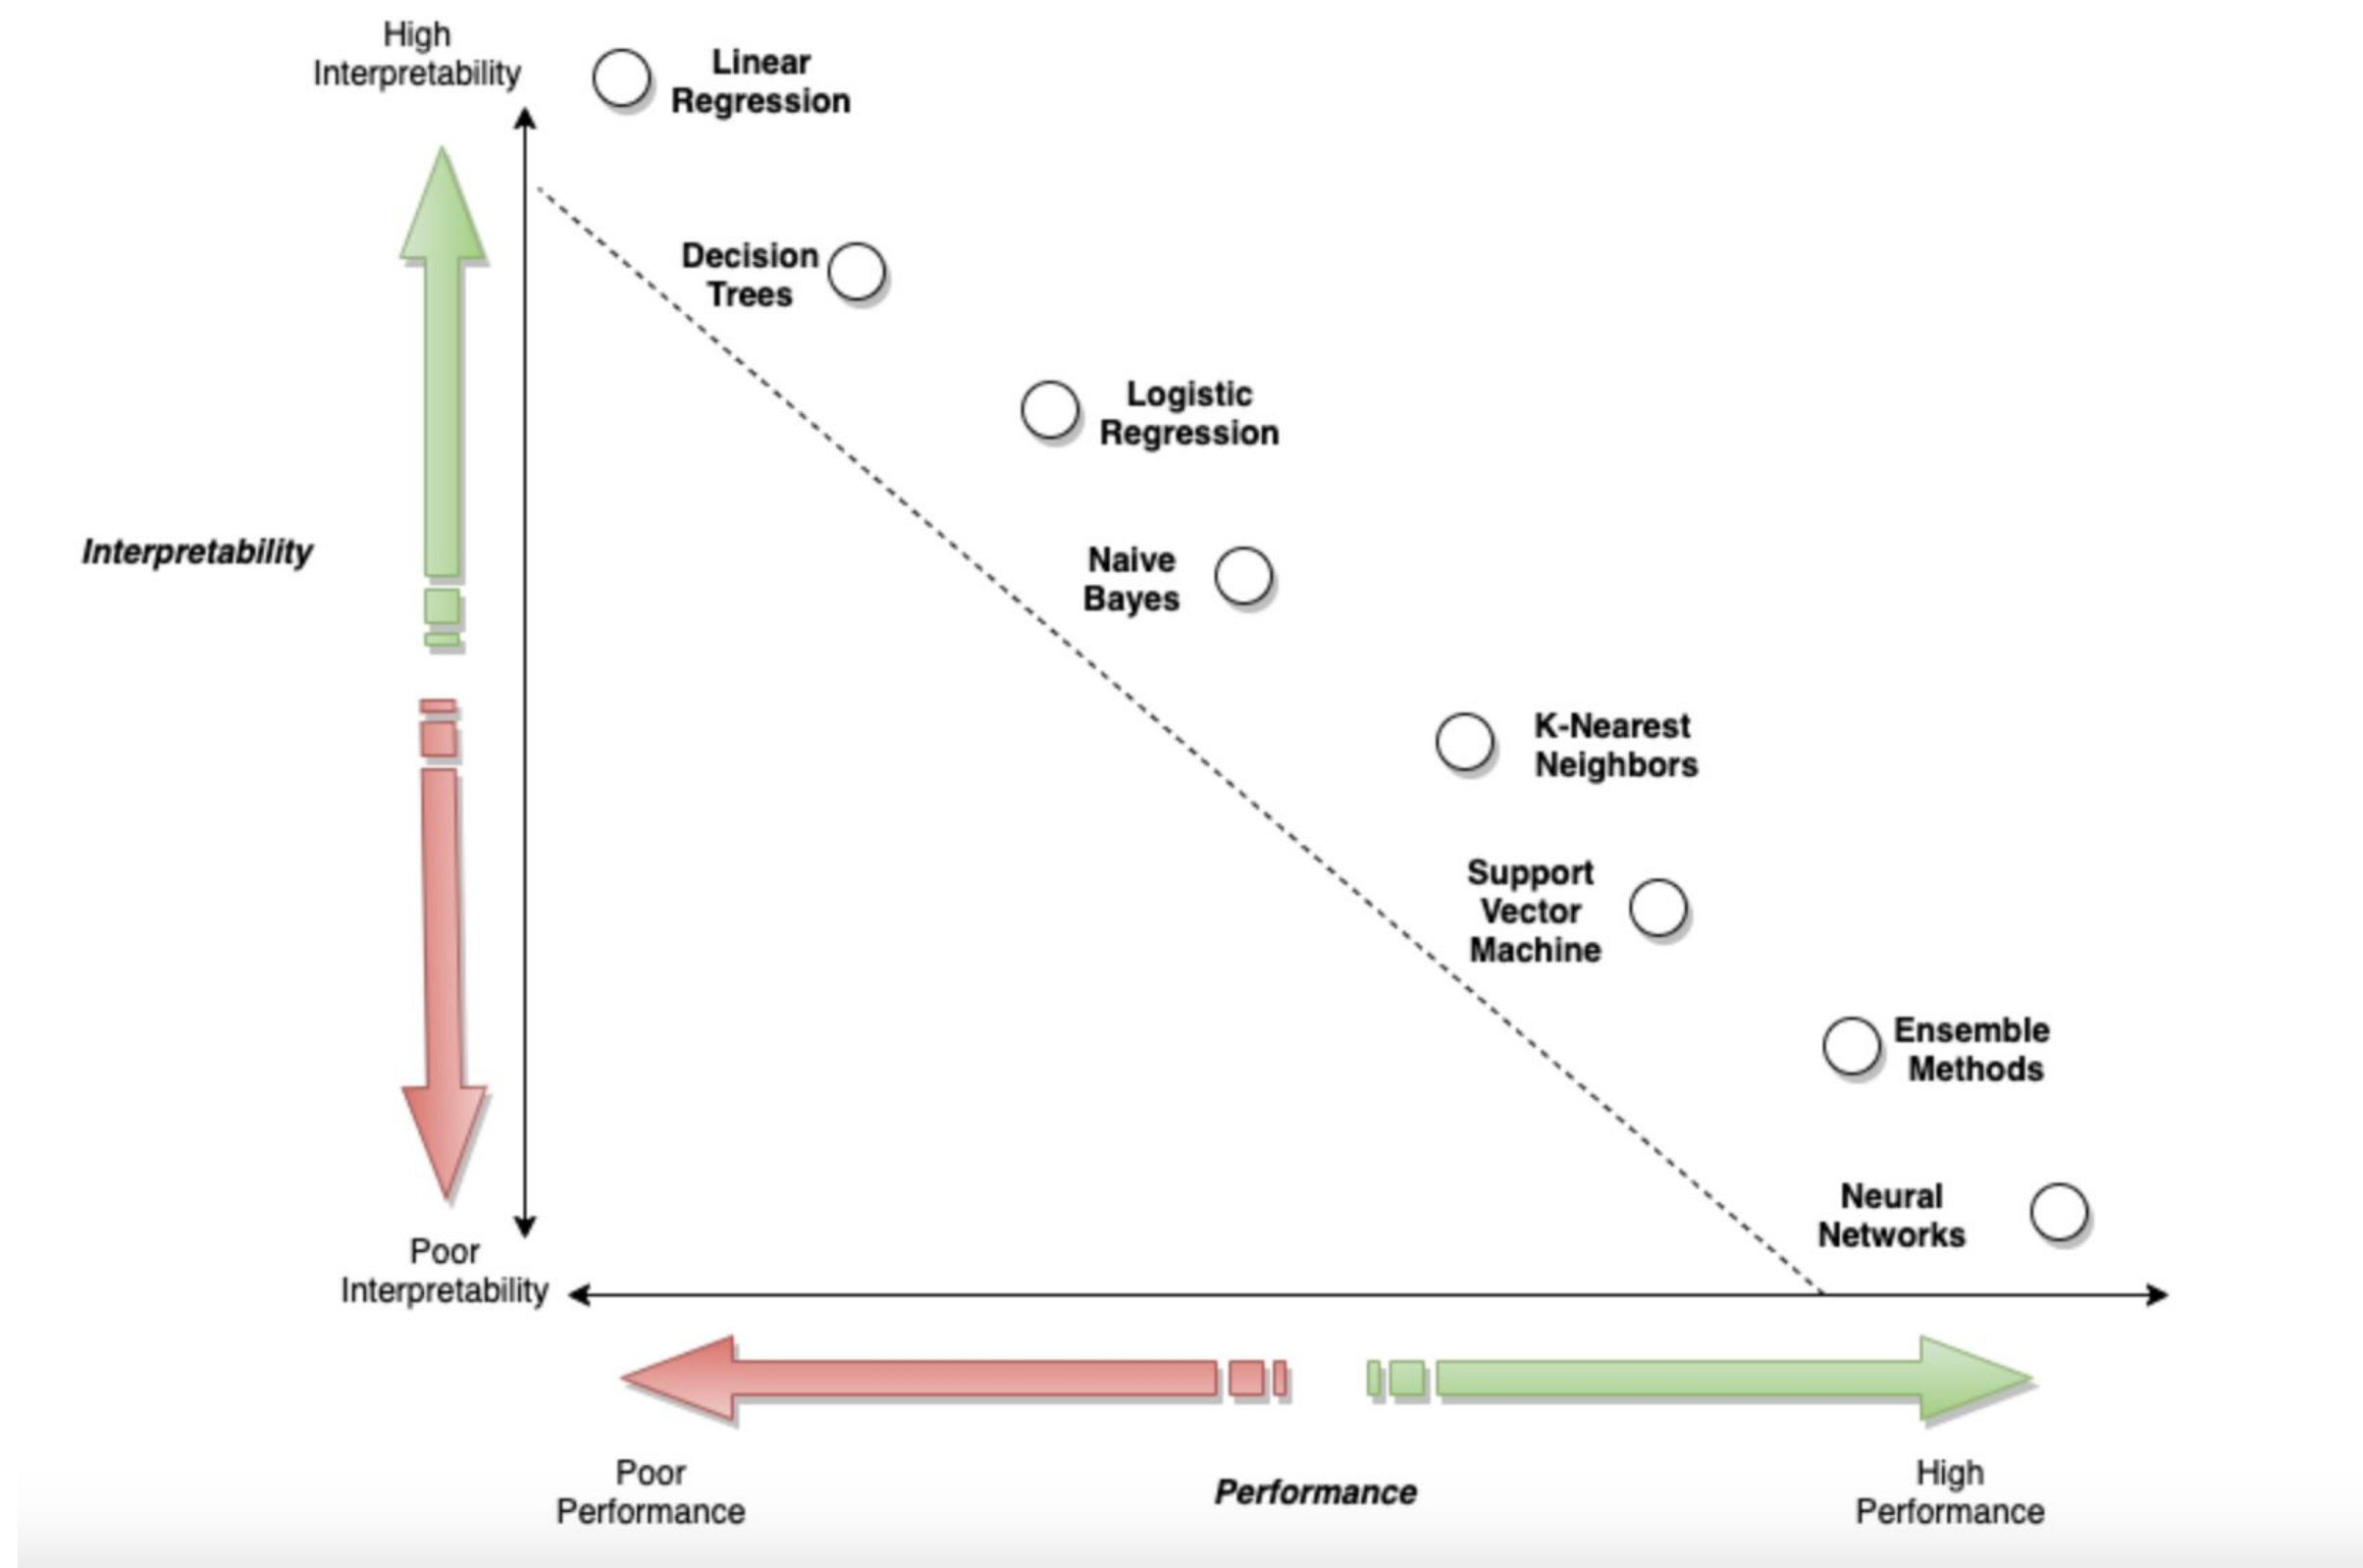 High
Interpretability
Linear
Regression
Decision
Trees
Logistic
Regression
Interpretability
Naive
Bayes
K-Nearest
Neighbors
Support
Vector
Machine
Ensemble
Methods
Neural
Networks
Poor
Interpretability
Poor
Performance
Performance
High
Performance